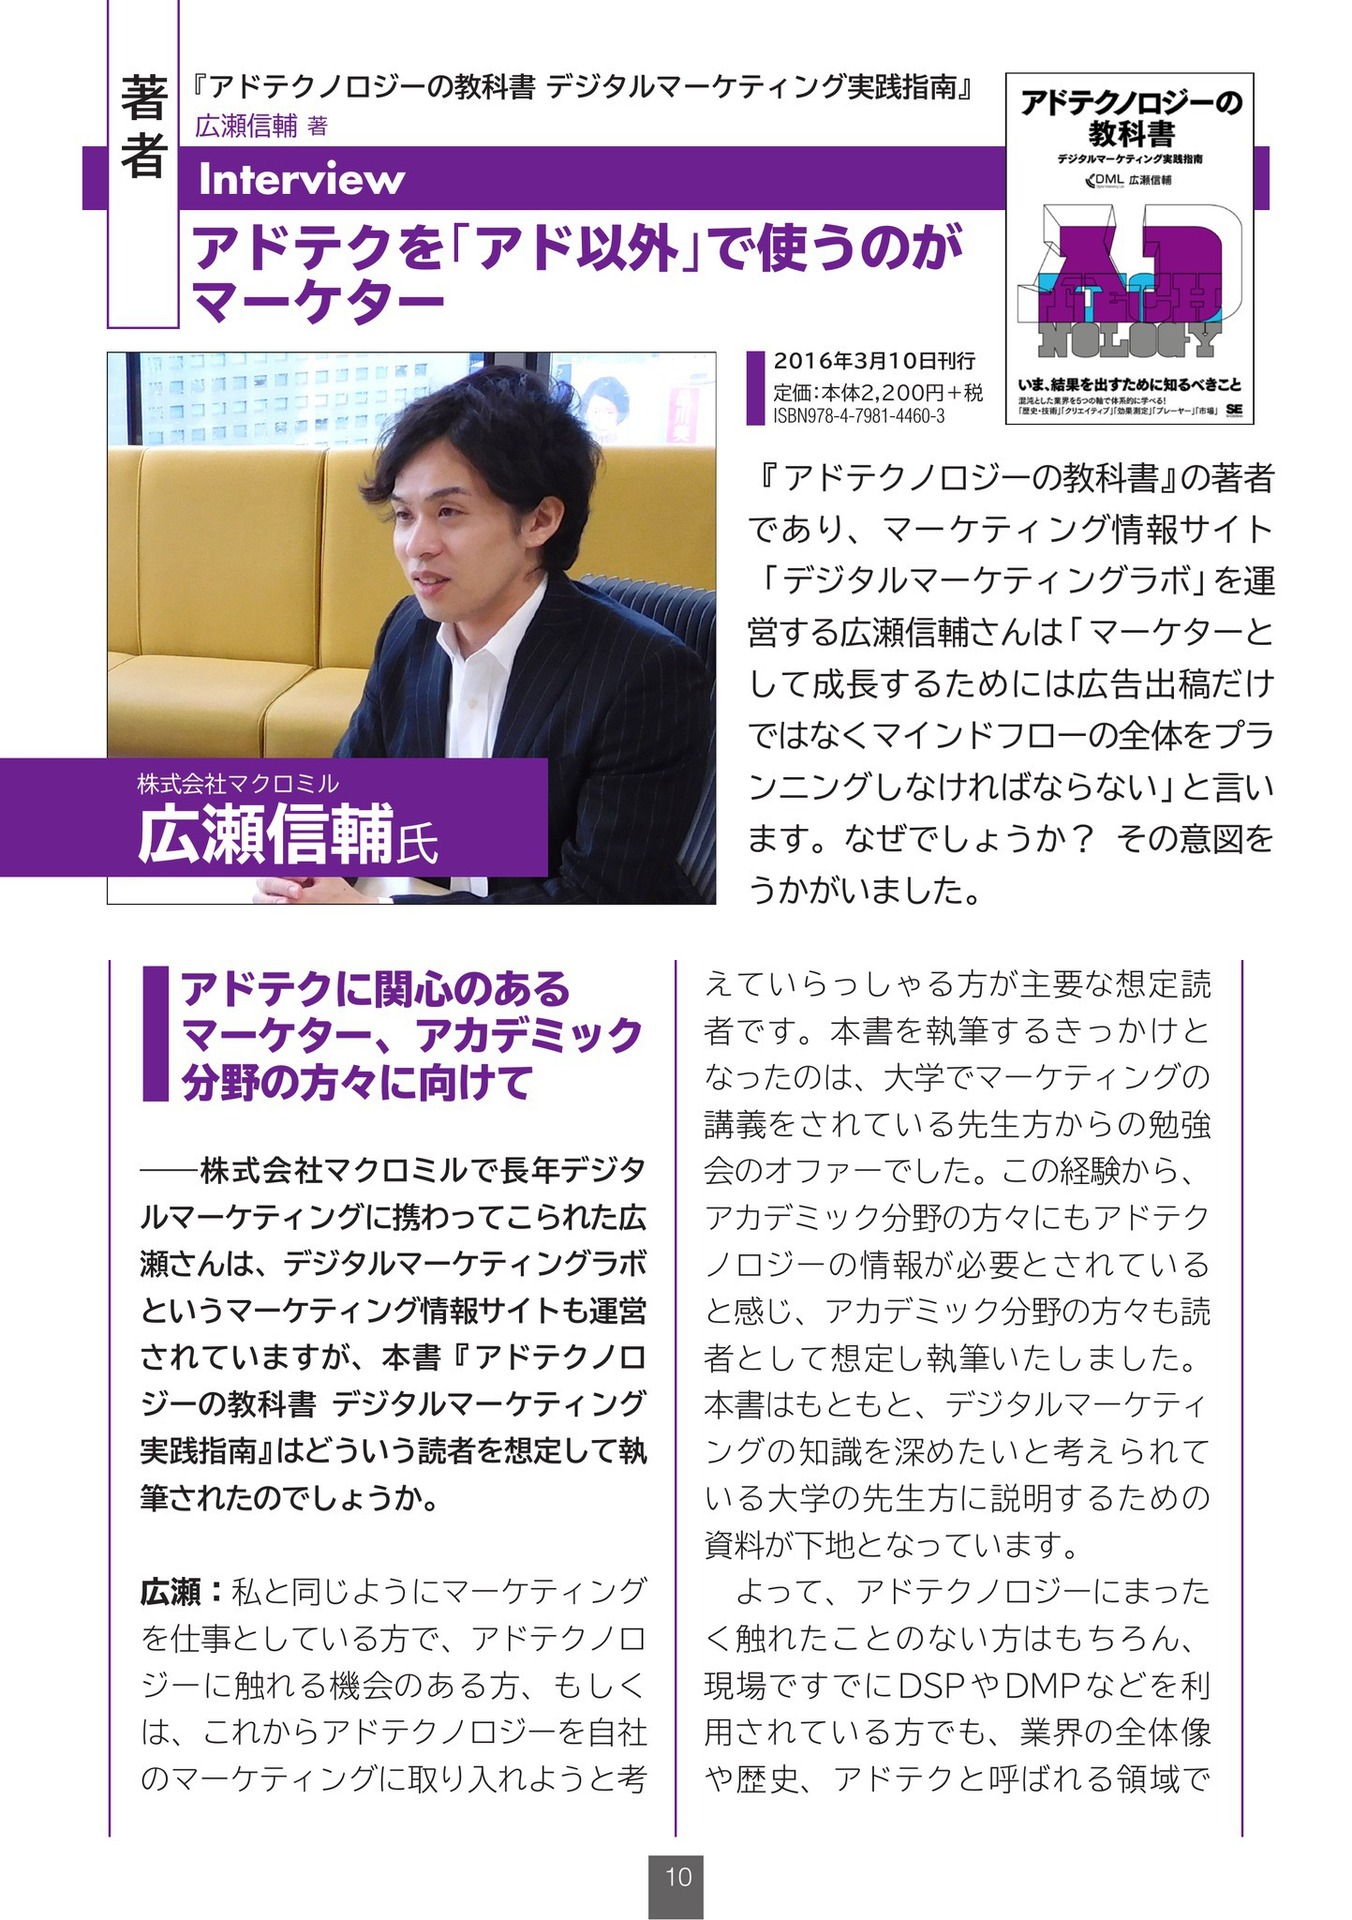 著者
『アドテクノロジーの教科書 デジタルマーケティング実践指南』
広瀬信輔 著
Interview
アドテクを「アド以外」で使うのが
マーケター
アドテクノロジーの
教科書
デジタルマーケティング実践指南
DML 広瀬信輔
AD
TECH
NOLOGY
いま、結果を出すために知るべきこと
混沌とした業界を5つの軸で体系的に学べる!
「歴史・技術」「クリエイティブ」「効果測定」「プレーヤー」「市場」
SE
2016年3月10日刊行
定価:本体2,200円+税
ISBN978-4-7981-4460-3
株式会社マクロミル
広瀬信輔氏
『アドテクノロジーの教科書』の著者
であり、マーケティング情報サイト
「デジタルマーケティングラボ」を運
営する広瀬信輔さんは「マーケターと
して成長するためには広告出稿だけ
ではなくマインドフローの全体をプラ
ンニングしなければならない」と言い
ます。なぜでしょうか? その意図を
うかがいました。
アドテクに関心のある
マーケター、アカデミック
分野の方々に向けて
――株式会社マクロミルで長年デジタ
ルマーケティングに携わってこられた広
瀬さんは、デジタルマーケティングラボ
というマーケティング情報サイトも運営
されていますが、本書『アドテクノロ
ジーの教科書 デジタルマーケティング
実践指南』はどういう読者を想定して執
筆されたのでしょうか。
広瀬:私と同じようにマーケティング
を仕事としている方で、アドテクノロ
ジーに触れる機会のある方、もしく
は、これからアドテクノロジーを自社
のマーケティングに取り入れようと考
えていらっしゃる方が主要な想定読
者です。本書を執筆するきっかけと
なったのは、大学でマーケティングの
講義をされている先生方からの勉強
会のオファーでした。この経験から、
アカデミック分野の方々にもアドテク
ノロジーの情報が必要とされている
と感じ、アカデミック分野の方々も読
者として想定し執筆いたしました。
本書はもともと、デジタルマーケティ
ングの知識を深めたいと考えられて
いる大学の先生方に説明するための
資料が下地となっています。
よって、アドテクノロジーにまった
く触れたことのない方はもちろん、
現場ですでにDSPやDMPなどを利
用されている方でも、業界の全体像
や歴史、アドテクと呼ばれる領域で
10